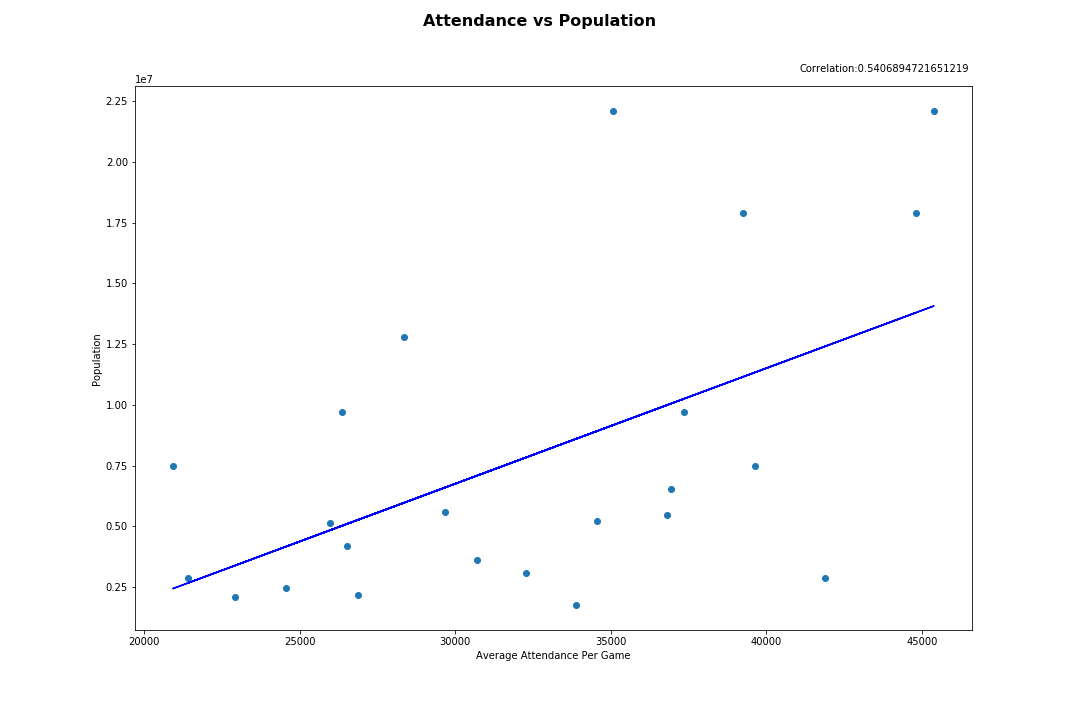 Attendance vs Population
Correlation:0.5406894721651219
1e7
2.25
2.00
1.75
1.50
1.25
1.00
0.75
0.50
0.25
Population
20000 25000 30000 35000 40000 45000
Average Attendance Per Game